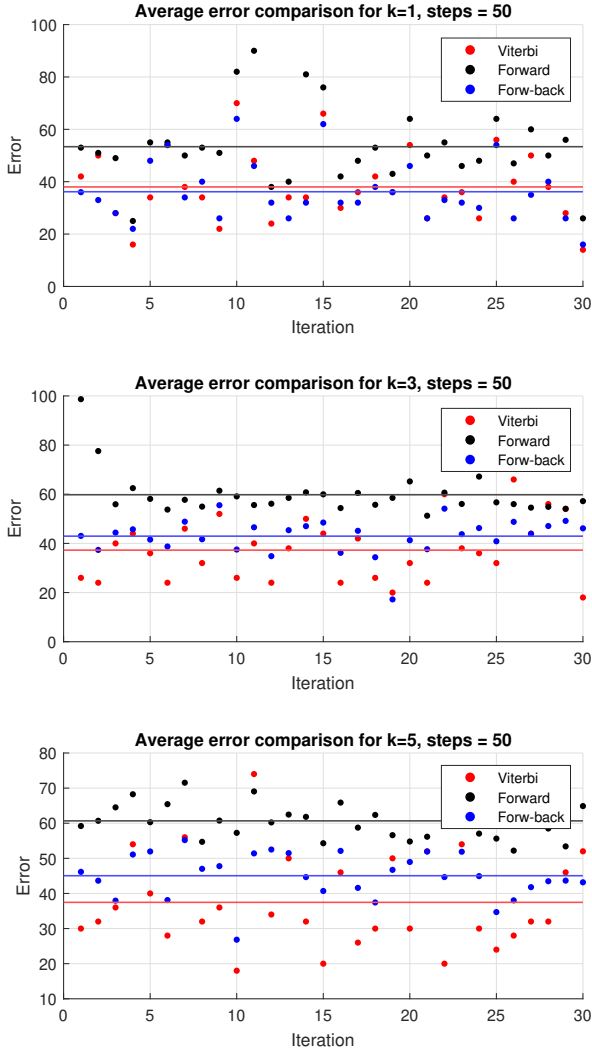 Average error comparison for k=1, steps = 50
100
80
60
40
20
0
Error
Viterbi
Forward
Forw-back
0 5 10 15 20 25 30
Iteration
Average error comparison for k=3, steps = 50
100
80
60
40
20
0
Error
Viterbi
Forward
Forw-back
0 5 10 15 20 25 30
Iteration
Average error comparison for k=5, steps = 50
80
70
60
50
40
30
20
10
Error
Viterbi
Forward
Forw-back
0 5 10 15 20 25 30
Iteration